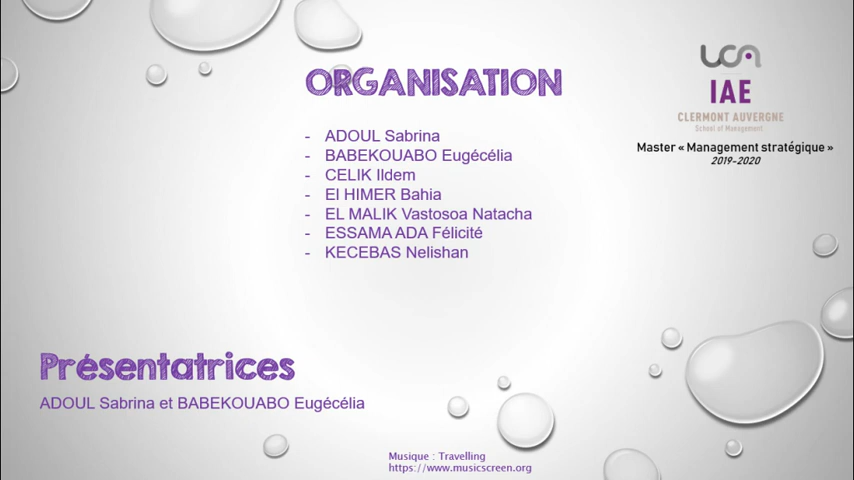 ORGANISATION
- ADOUL Sabrina
- BABEKOUABO Eugécélia
- CELIK Ildem
- El HIMER Bahia
- EL MALIK Vastosoa Natacha
- ESSAMA ADA Félicité
- KECEBAS Nelishan
UCA
IAE
CLERMONT AUVERGNE
School of Management
Master « Management stratégique »
2019-2020
Présentatrices
ADOUL Sabrina et BABEKOUABO Eugécélia
Musique : Travelling
https://www.musicscreen.org